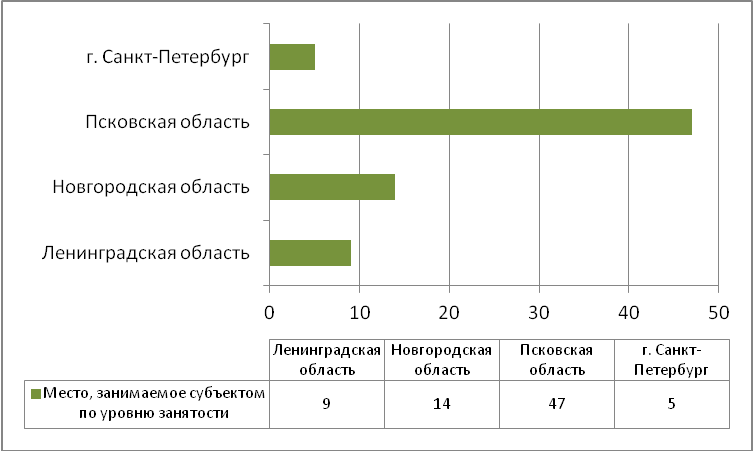 г. Санкт-Петербург
Псковская область
Новгородская область
Ленинградская область
0 10 20 30 40 50
Ленинградская область Новгородская область Псковская область г. Санкт-Петербург
Место, занимаемое субъектом по уровню занятости 9 14 47 5